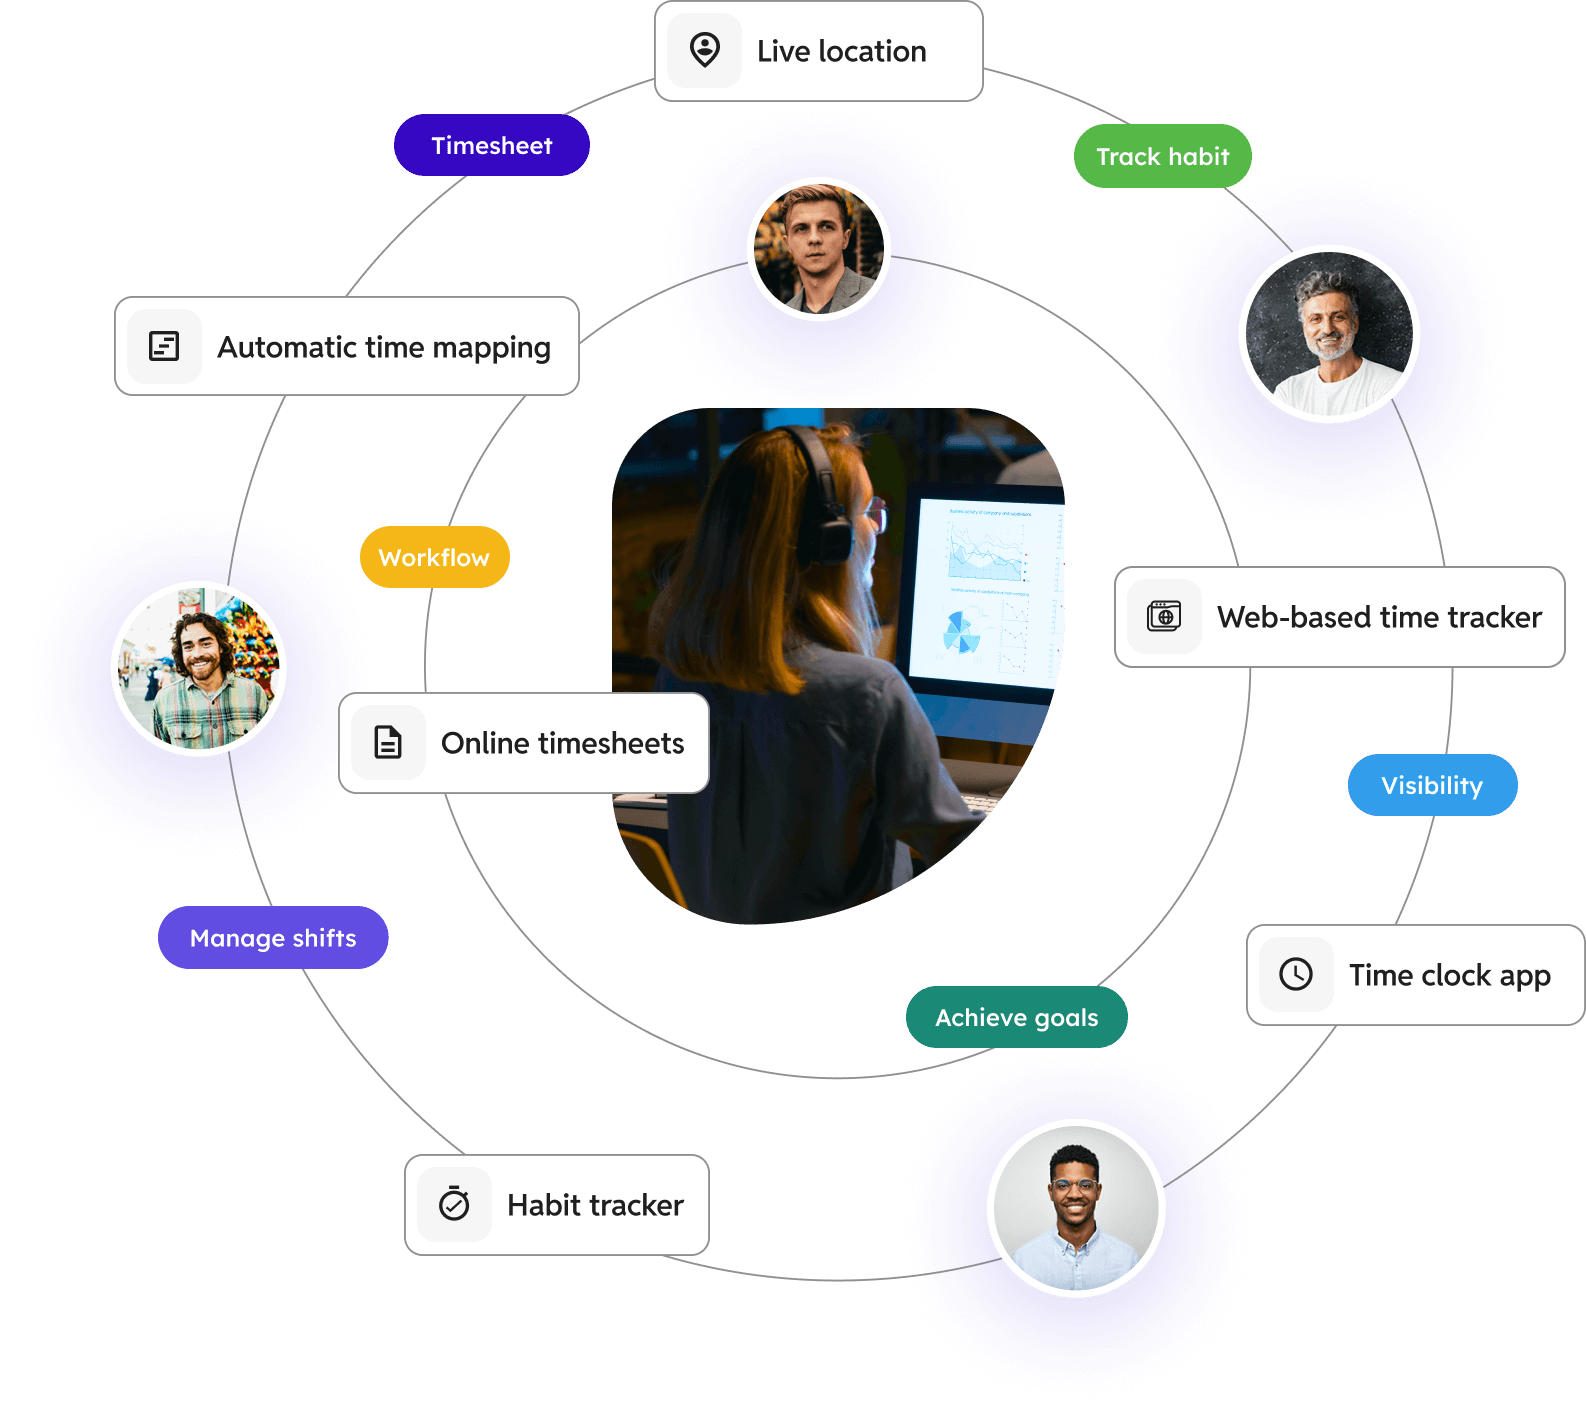 Live location
Timesheet
Track habit
Automatic time mapping
Workflow
Web-based time tracker
Online timesheets
Visibility
Manage shifts
Time clock app
Achieve goals
Habit tracker